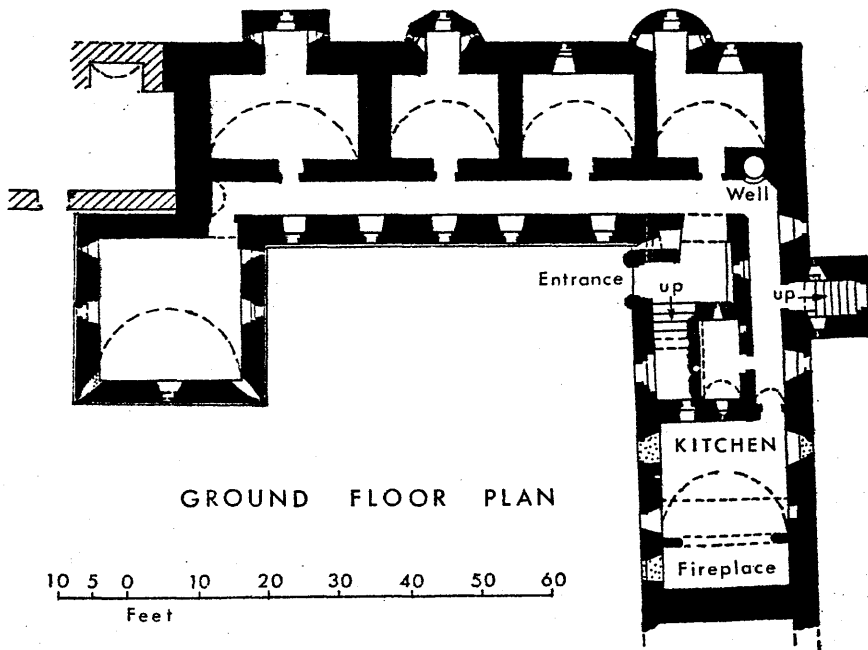 Well
Entrance
up
up
KITCHEN
GROUND FLOOR PLAN
Fireplace
10 5 0 10 20 30 40 50 60
Feet